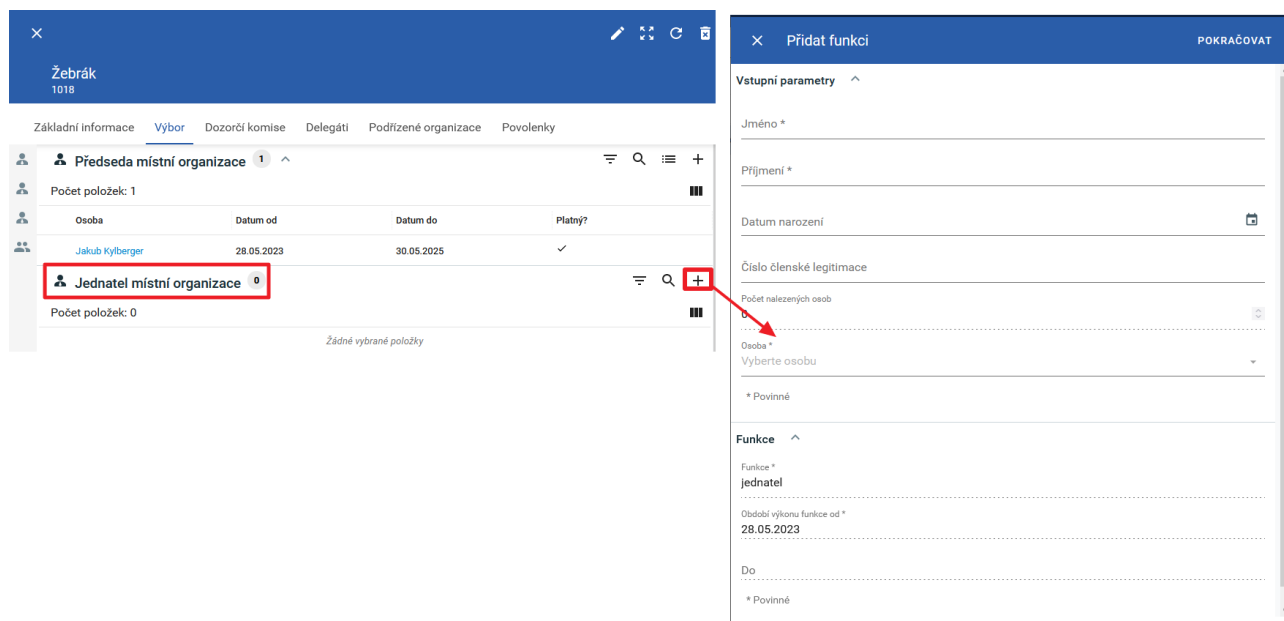 Žebrák
1018
Základní informace Výbor Dozorčí komise Delegáti Podřízené organizace Povolenky
Předseda místní organizace 1
Počet položek: 1
Osoba Datum od Datum do Platný?
Jakub Kylberger 28.05.2023 30.05.2025
Jednatel místní organizace 0
Počet položek: 0
Žádné vybrané položky
Přidat funkci POKRAČOVAT
Vstupní parametry
Jméno *
Příjmení *
Datum narození
Číslo členské legitimace
Počet nalezených osob
0
Osoba *
Vyberte osobu
* Povinné
Funkce
Funkce *
jednatel
Období výkonu funkce od *
28.05.2023
Do
* Povinné